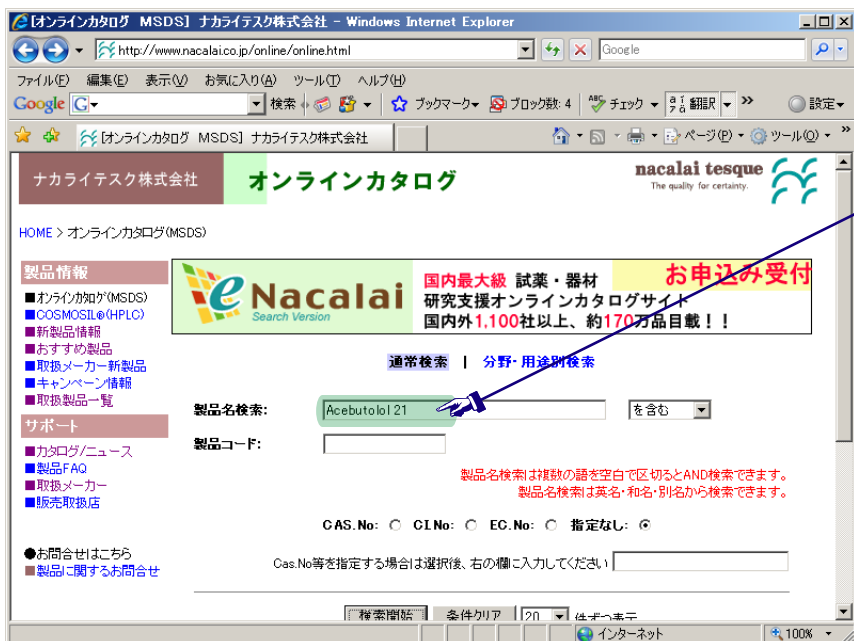 [オンラインカタログ MSDS] ナカライテスク株式会社 - Windows Internet Explorer
http://www.nacalai.co.jp/online/online.html
Google
ファイル(F) 編集(E) 表示(V) お気に入り(A) ツール(T) ヘルプ(H)
Google G 検索 ブックマーク ブロック数: 4 ABC チェック 翻訳 » 設定
[オンラインカタログ MSDS] ナカライテスク株式会社 ページ(P) ツール(O) »
ナカライテスク株式会社 オンラインカタログ nacalai tesque
The quality for certainty.
HOME > オンラインカタログ(MSDS)
製品情報
■オンラインカタログ(MSDS)
■COSMOSIL®(HPLC)
■新製品情報
■おすすめ製品
■取扱メーカー新製品
■キャンペーン情報
■取扱製品一覧
サポート
■カタログ/ニュース
■製品FAQ
■取扱メーカー
■販売取扱店
●お問合せはこちら
■製品に関するお問合せ
e Nacalai
Search Version
国内最大級 試薬・器材 お申込み受付
研究支援オンラインカタログサイト
国内外1,100社以上、約170万品目載！！
通常検索 | 分野・用途別検索
製品名検索: Acebutolol 21 を含む
製品コード:
製品名検索は複数の語を空白で区切るとAND検索できます。
製品名検索は英名・和名・別名から検索できます。
CAS.No: CI.No: EC.No: 指定なし:
Cas.No等を指定する場合は選択後、右の欄に入力してください
検索開始 条件クリア 20 件ずつ表示
インターネット 100%